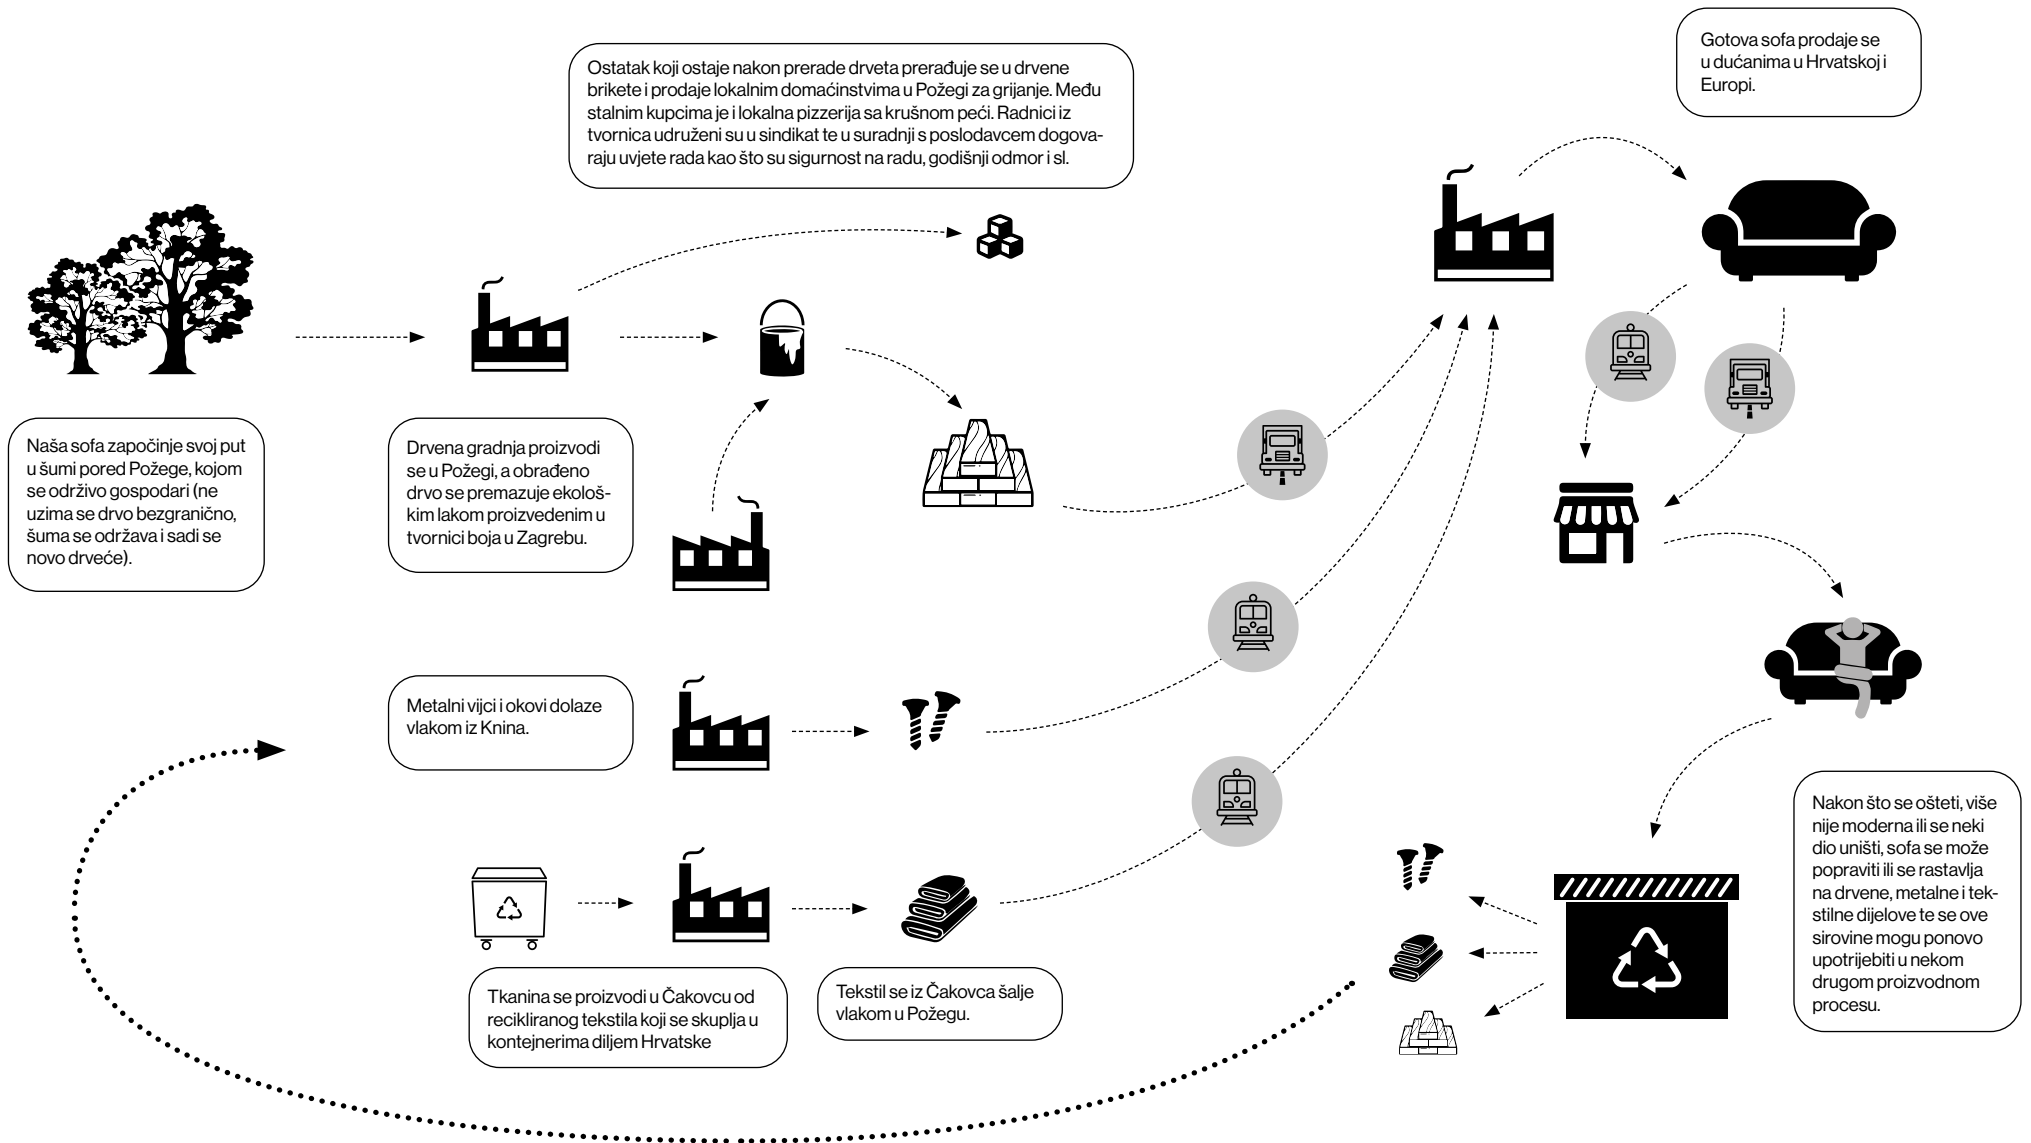 Gotova sofa prodaje se
u dućanima u Hrvatskoj i
Europi.
Ostatak koji ostaje nakon prerade drveta prerađuje se u drvene
brikete i prodaje lokalnim domaćinstvima u Požegi za grijanje. Među
stalnim kupcima je i lokalna pizzerija sa krušnom peći. Radnici iz
tvornica udruženi su u sindikat te u suradnji s poslodavcem dogova-
raju uvjete rada kao što su sigurnost na radu, godišnji odmor i sl.
Naša sofa započinje svoj put
u šumi pored Požege, kojom
se održivo gospodari (ne
uzima se drvo bezgranično,
šuma se održava i sadi se
novo drveće).
Drvena gradnja proizvodi
se u Požegi, a obrađeno
drvo se premazuje ekološ-
kim lakom proizvedenim u
tvornici boja u Zagrebu.
Metalni vijci i okovi dolaze
vlakom iz Knina.
Tkanina se proizvodi u Čakovcu od
recikliranog tekstila koji se skuplja u
kontejnerima diljem Hrvatske
Tekstil se iz Čakovca šalje
vlakom u Požegu.
Nakon što se ošteti, više
nije moderna ili se neki
dio uništi, sofa se može
popraviti ili se rastavlja
na drvene, metalne i tek-
stilne dijelove te se ove
sirovine mogu ponovo
upotrijebiti u nekom
drugom proizvodnom
procesu.